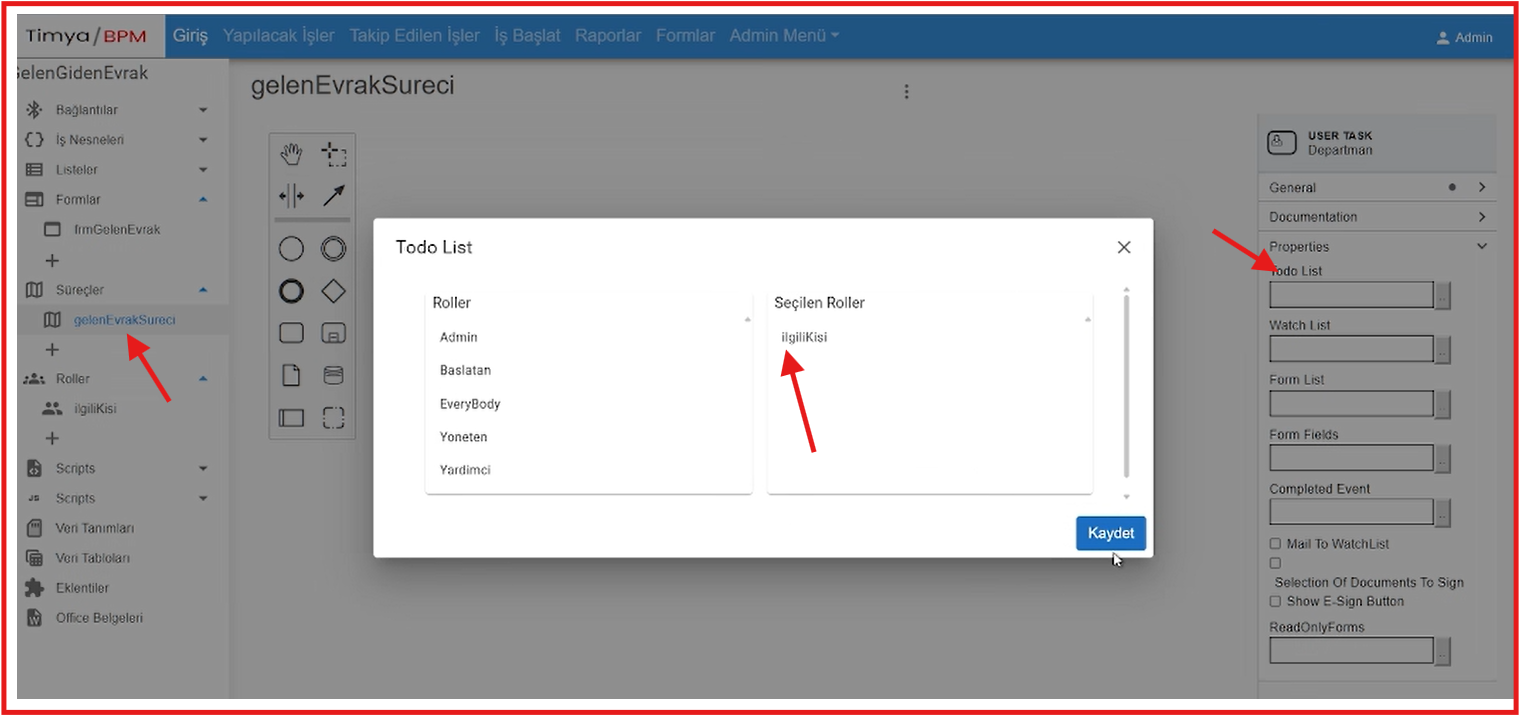 Timya/BPM
Giriş Yapılacak İşler Takip Edilen İşler İş Başlat Raporlar Formlar Admin Menü
Admin
GelenGidenEvrak
Bağlantılar
İş Nesneleri
Listeler
Formlar
frmGelenEvrak
+
Süreçler
gelenEvrakSureci
+
Roller
ilgiliKisi
+
Scripts
JS Scripts
Veri Tanımları
Veri Tabloları
Eklentiler
Office Belgeleri
gelenEvrakSureci
Todo List
Roller
Admin
Baslatan
EveryBody
Yoneten
Yardimci
Seçilen Roller
ilgiliKisi
Kaydet
USER TASK
Departman
General
Documentation
Properties
Todo List
...
Watch List
...
Form List
...
Form Fields
...
Completed Event
...
Mail To WatchList
Selection Of Documents To Sign
Show E-Sign Button
ReadOnlyForms
...